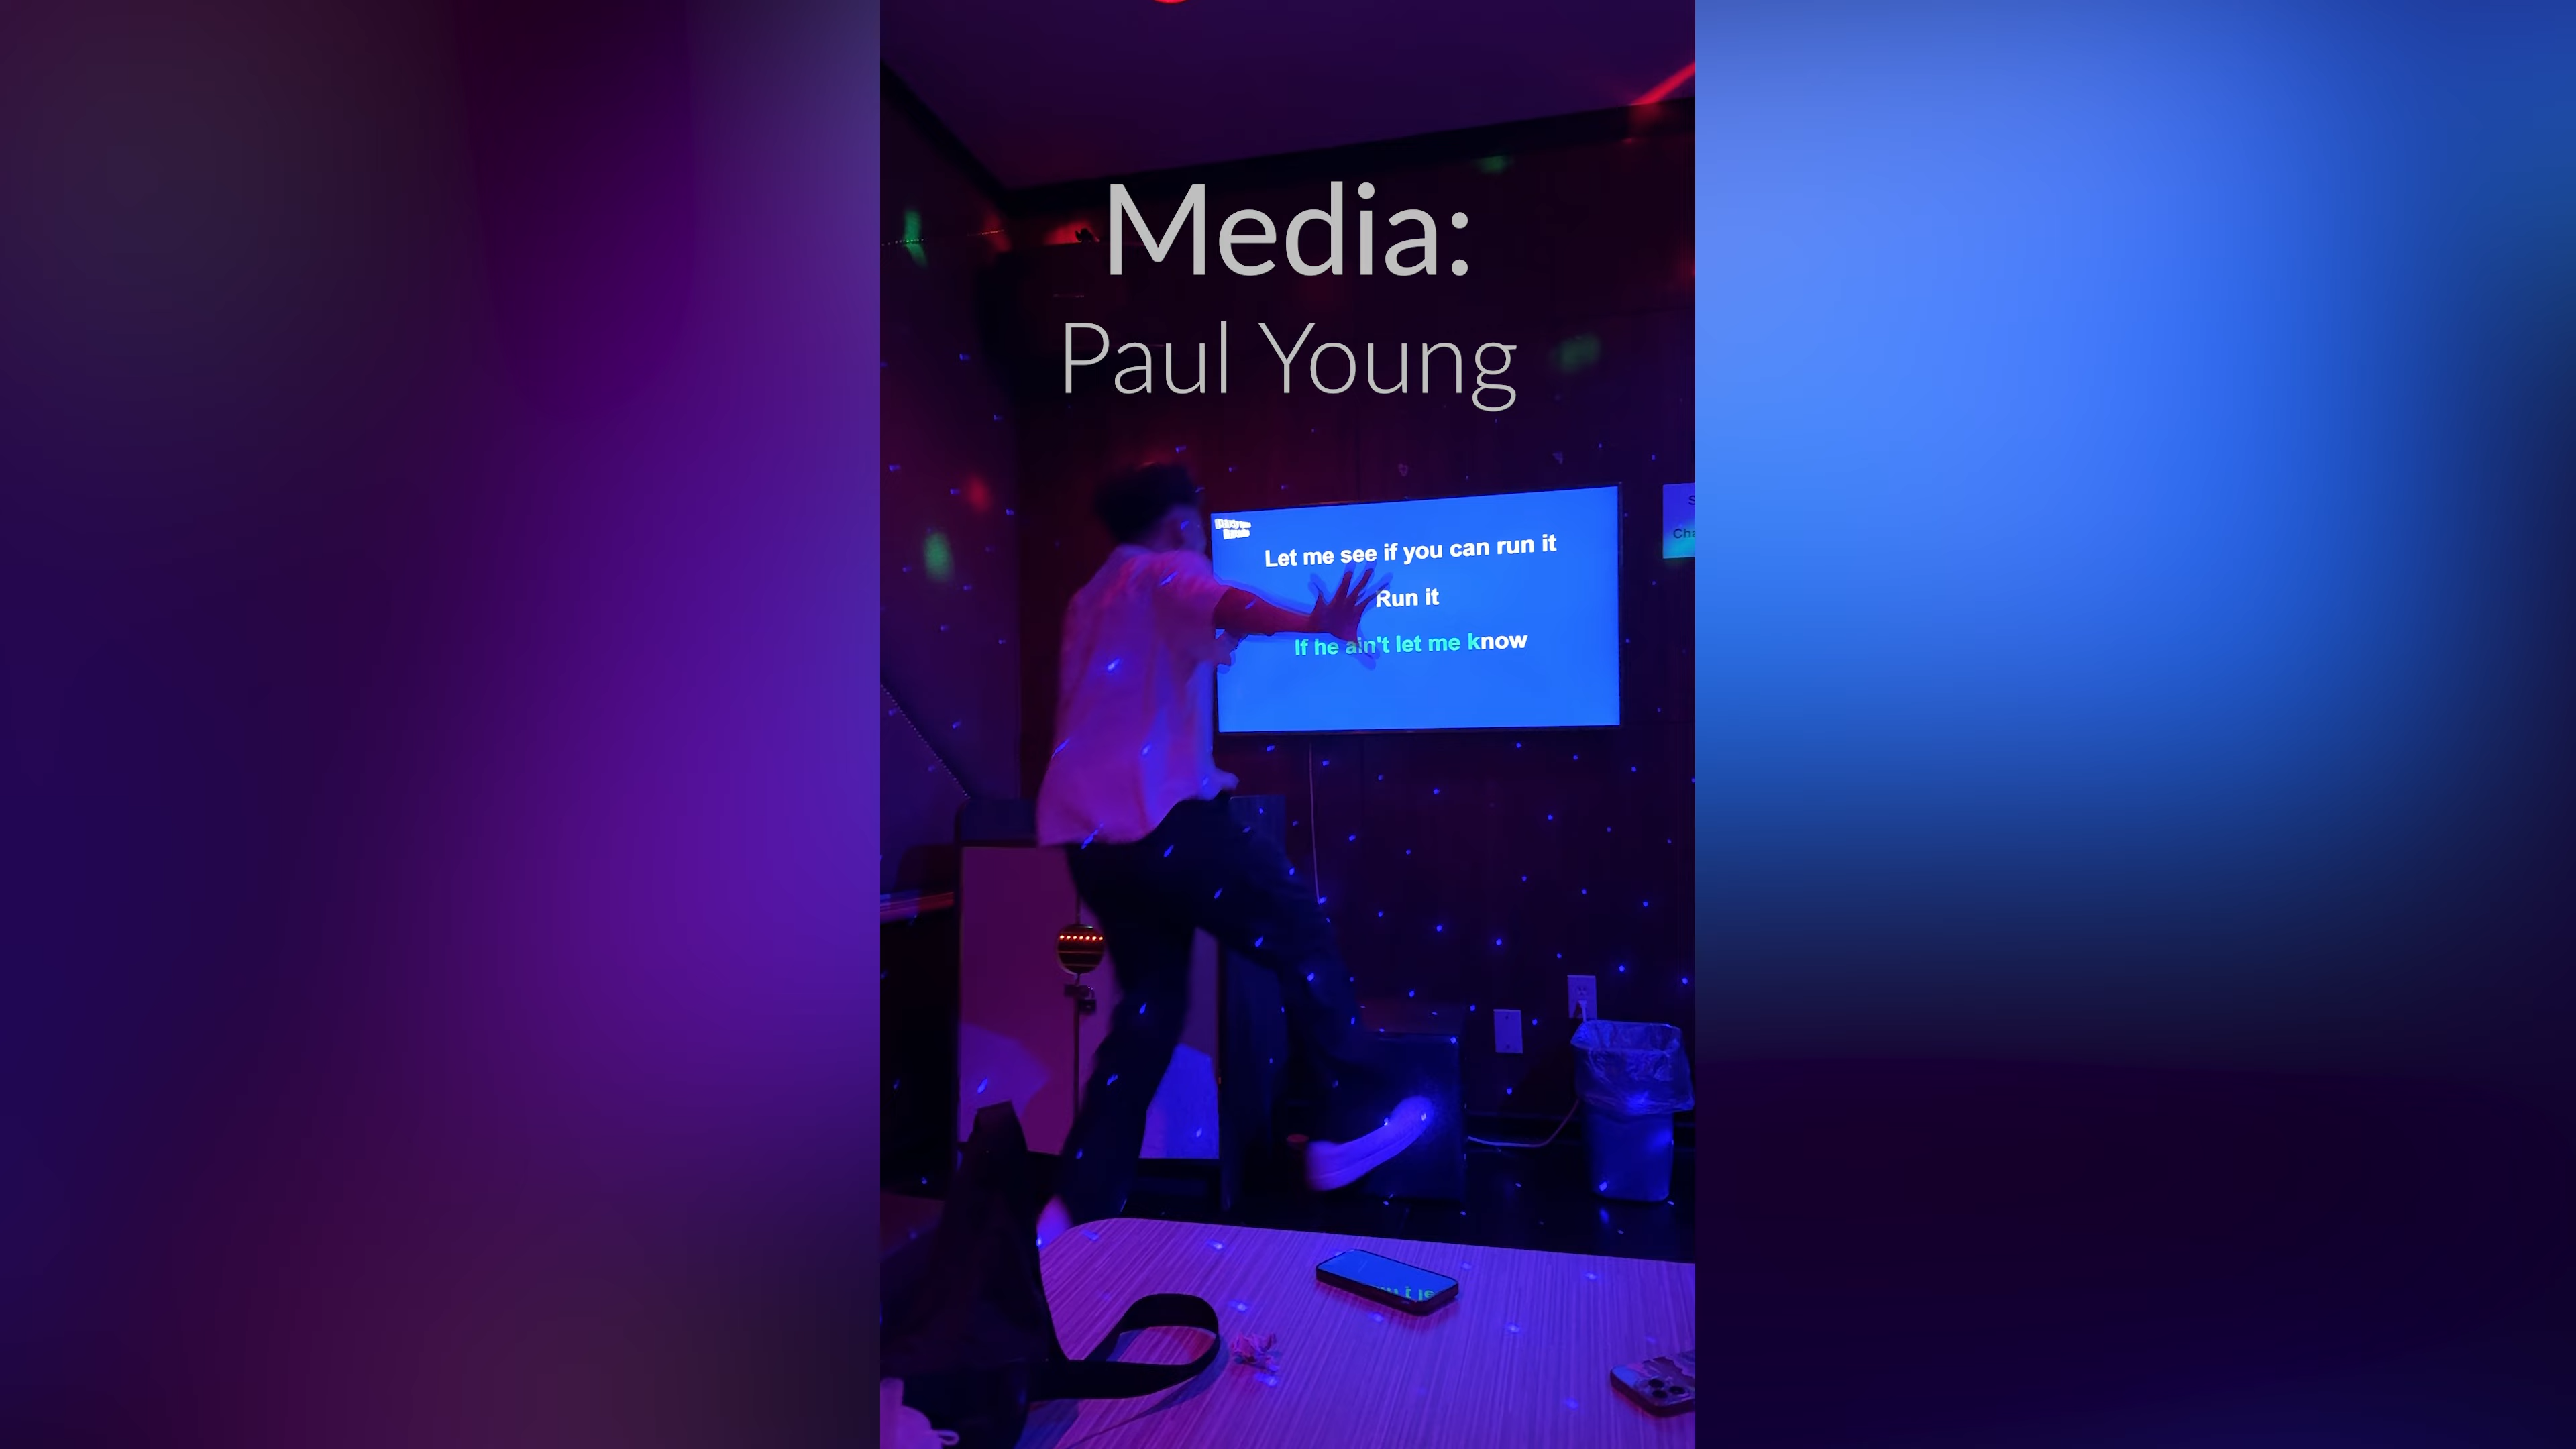 Media:
Paul Young
Let me see if you can run it
Run it
If he ain't let me know